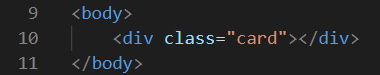 9 <body>
10     <div class="card"></div>
11 </body>